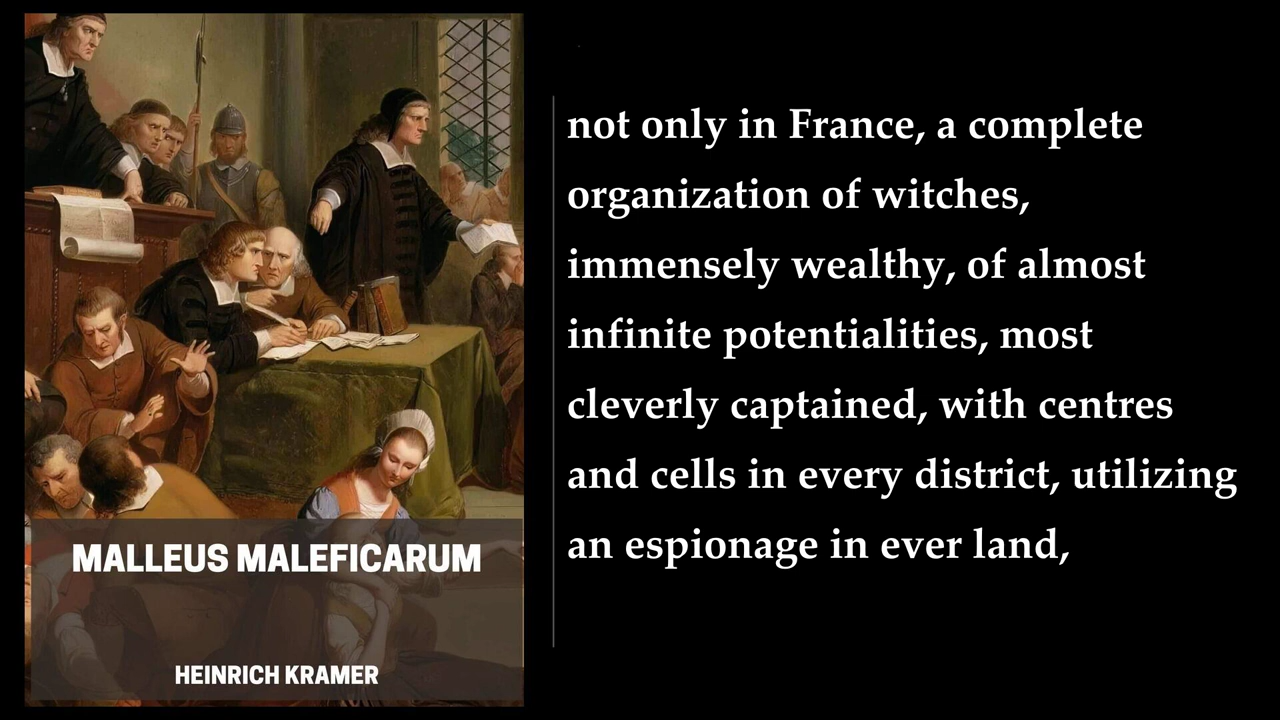 MALLEUS MALEFICARUM
HEINRICH KRAMER
not only in France, a complete
organization of witches,
immensely wealthy, of almost
infinite potentialities, most
cleverly captained, with centres
and cells in every district, utilizing
an espionage in ever land,